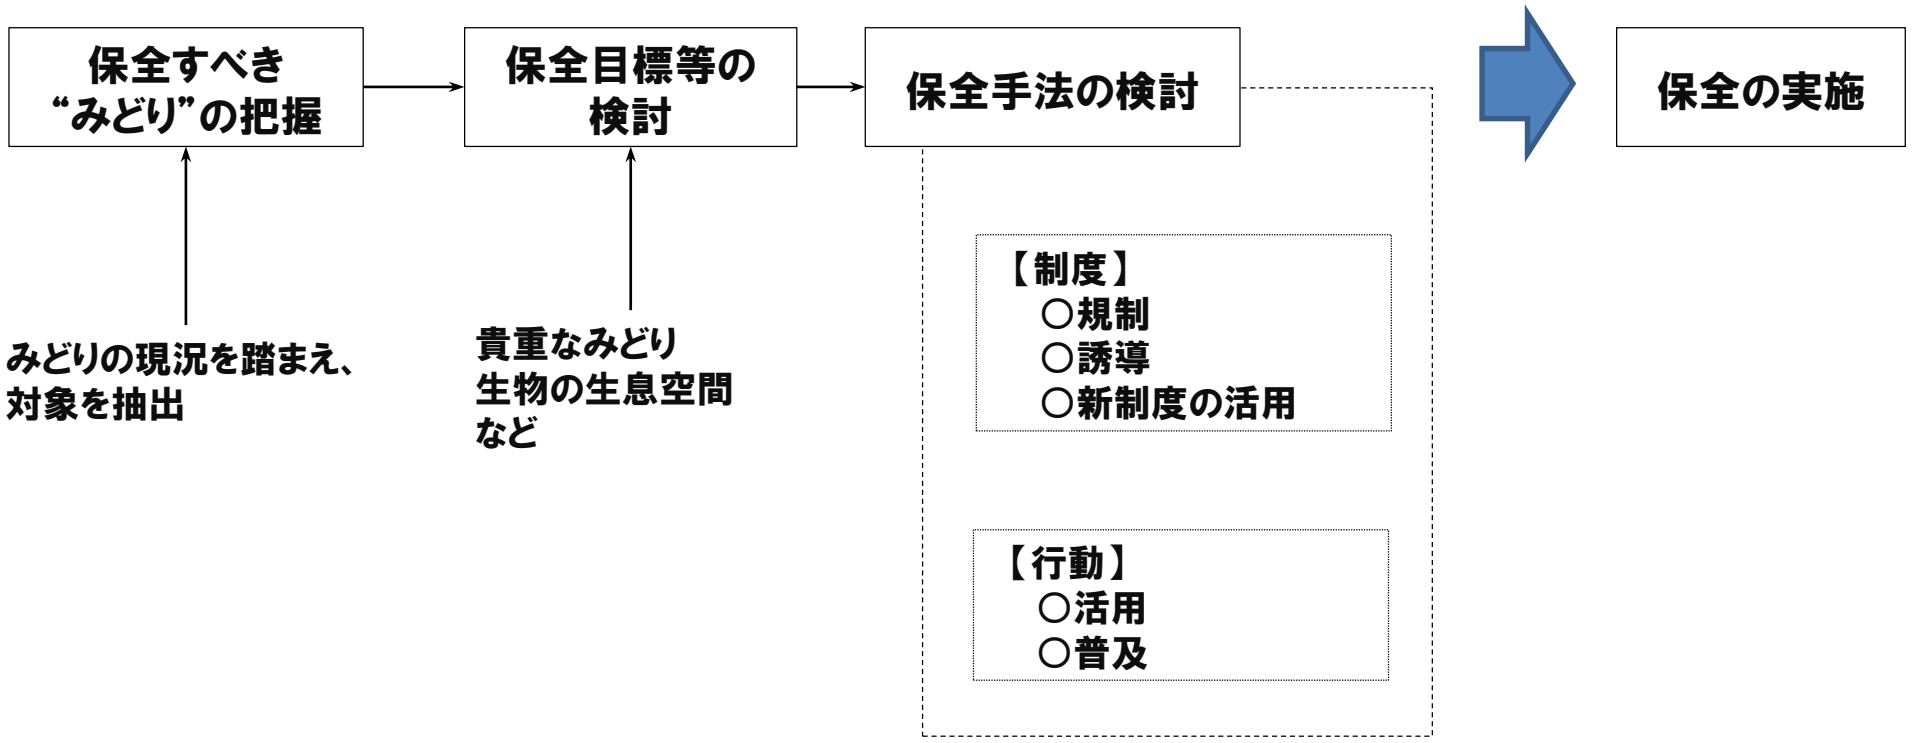 保全すべき
“みどり”の把握
保全目標等の
検討
保全手法の検討
保全の実施
みどりの現況を踏まえ、
対象を抽出
貴重なみどり
生物の生息空間
など
【制度】
○規制
○誘導
○新制度の活用
【行動】
○活用
○普及